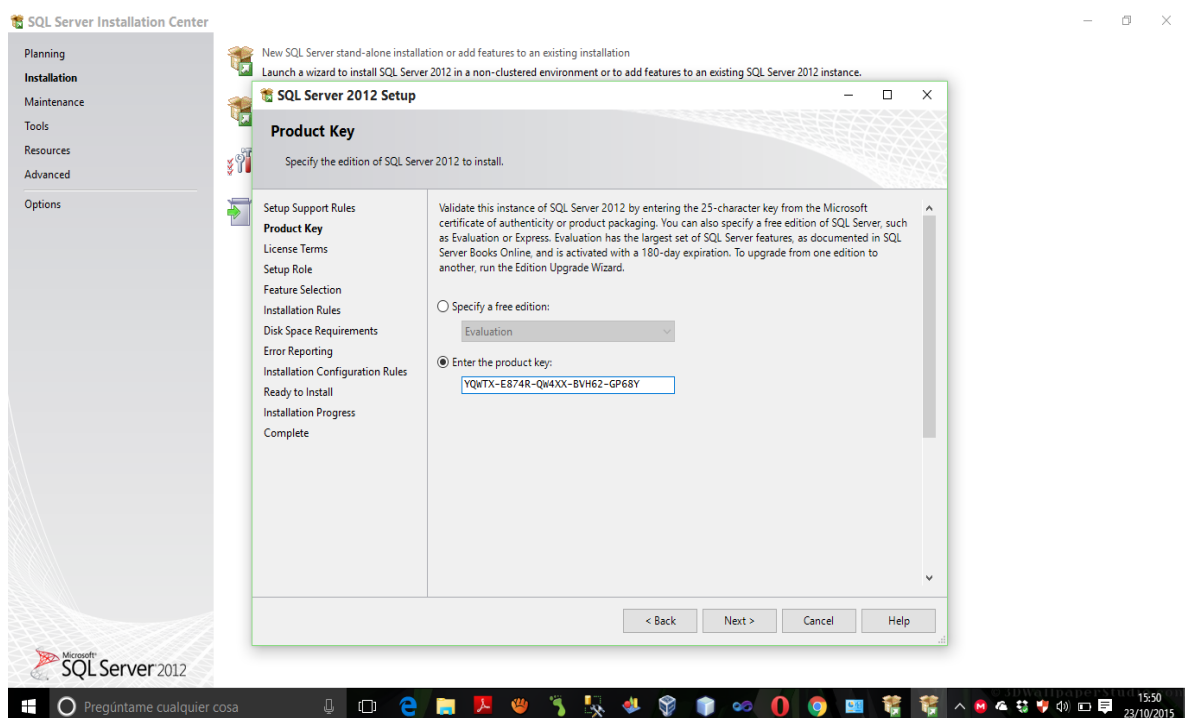 SQL Server Installation Center
Planning
Installation
Maintenance
Tools
Resources
Advanced
Options
New SQL Server stand-alone installation or add features to an existing installation
Launch a wizard to install SQL Server 2012 in a non-clustered environment or to add features to an existing SQL Server 2012 instance.
SQL Server 2012 Setup
Product Key
Specify the edition of SQL Server 2012 to install.
Setup Support Rules
Product Key
License Terms
Setup Role
Feature Selection
Installation Rules
Disk Space Requirements
Error Reporting
Installation Configuration Rules
Ready to Install
Installation Progress
Complete
Validate this instance of SQL Server 2012 by entering the 25-character key from the Microsoft
certificate of authenticity or product packaging. You can also specify a free edition of SQL Server, such
as Evaluation or Express. Evaluation has the largest set of SQL Server features, as documented in SQL
Server Books Online, and is activated with a 180-day expiration. To upgrade from one edition to
another, run the Edition Upgrade Wizard.
Specify a free edition:
Evaluation
Enter the product key:
YQWTX-E874R-QW4XX-BVH62-GP68Y
< Back
Next >
Cancel
Help
Microsoft
SQL Server 2012
Pregúntame cualquier cosa
15:50
23/10/2015